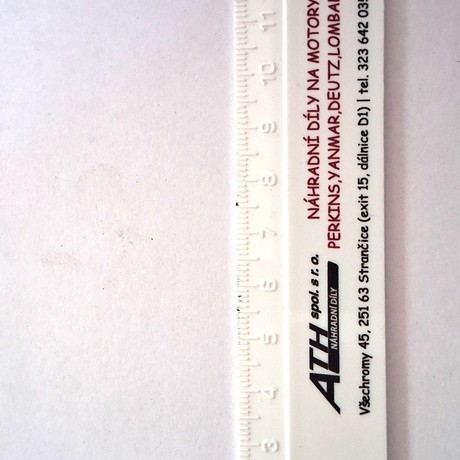 NÁHRADNÍ DÍLY NA MOTORY
PERKINS,YANMAR,DEUTZ,LOMBAR
ATH spol. s r. o.
NÁHRADNÍ DÍLY
Všechromy 45, 251 63 Strančice (exit 15, dálnice D1) | tel. 323 642 035
3 4 5 6 7 8 9 10 11